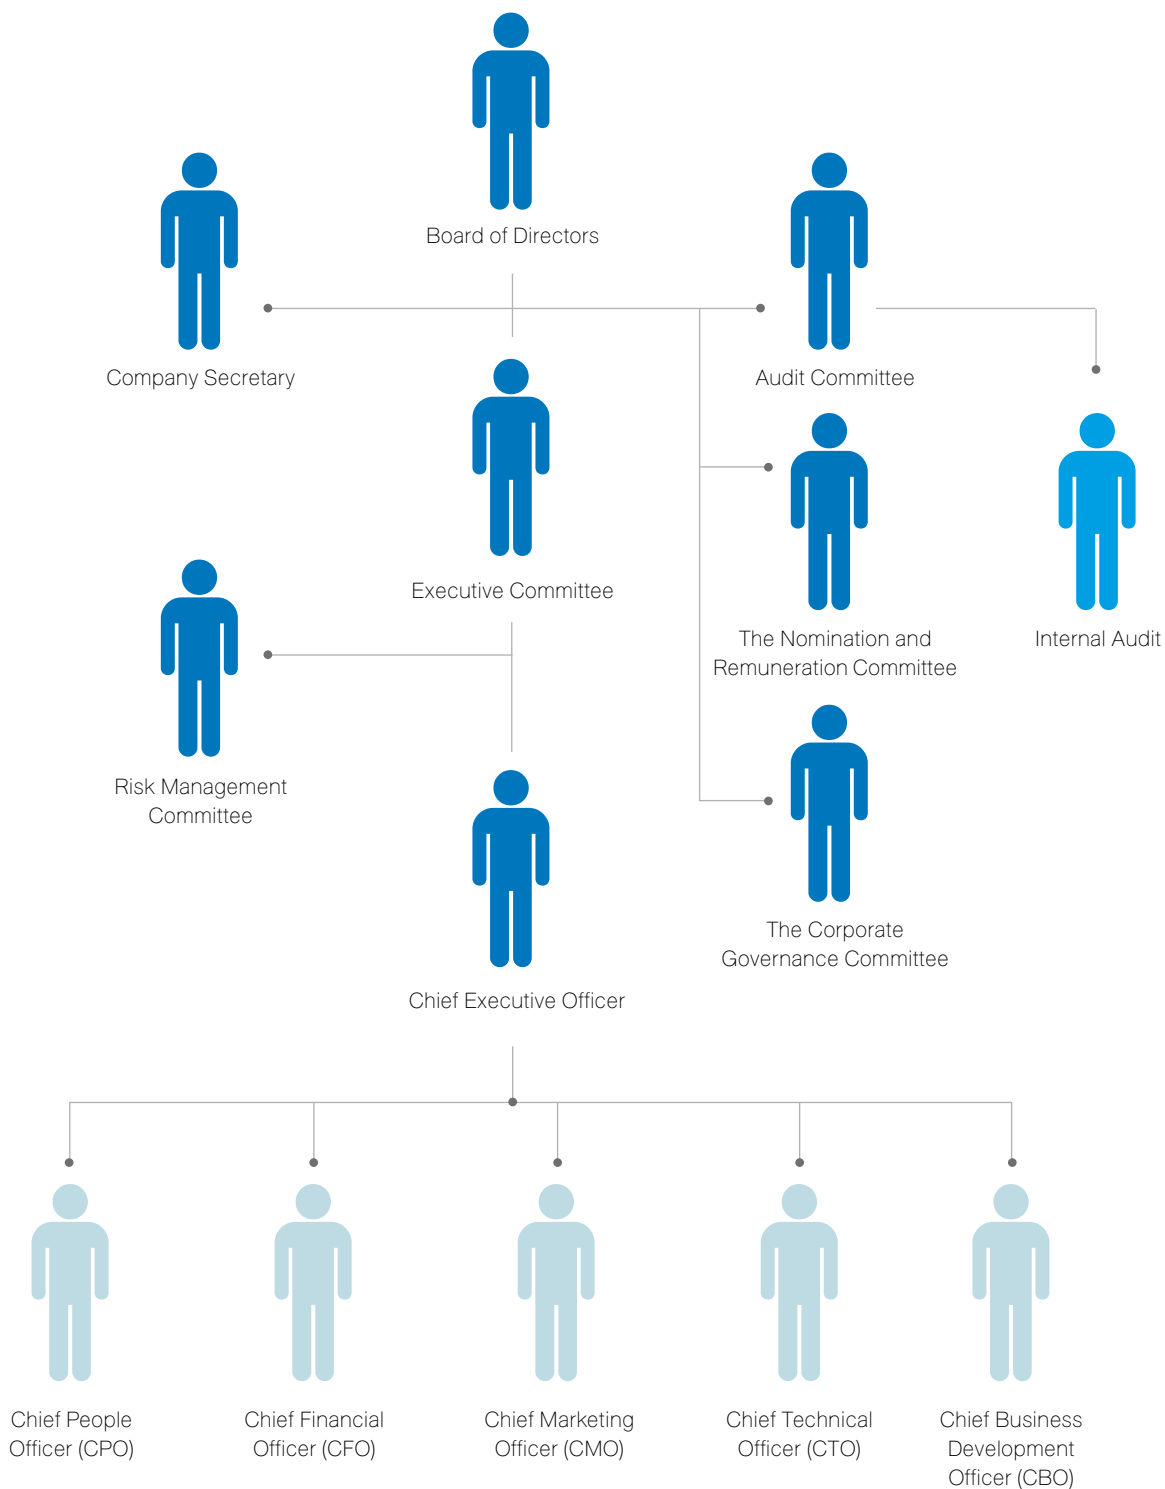 Board of Directors
Company Secretary
Audit Committee
Executive Committee
The Nomination and
Remuneration Committee
Internal Audit
Risk Management
Committee
The Corporate
Governance Committee
Chief Executive Officer
Chief People
Officer (CPO)
Chief Financial
Officer (CFO)
Chief Marketing
Officer (CMO)
Chief Technical
Officer (CTO)
Chief Business
Development
Officer (CBO)